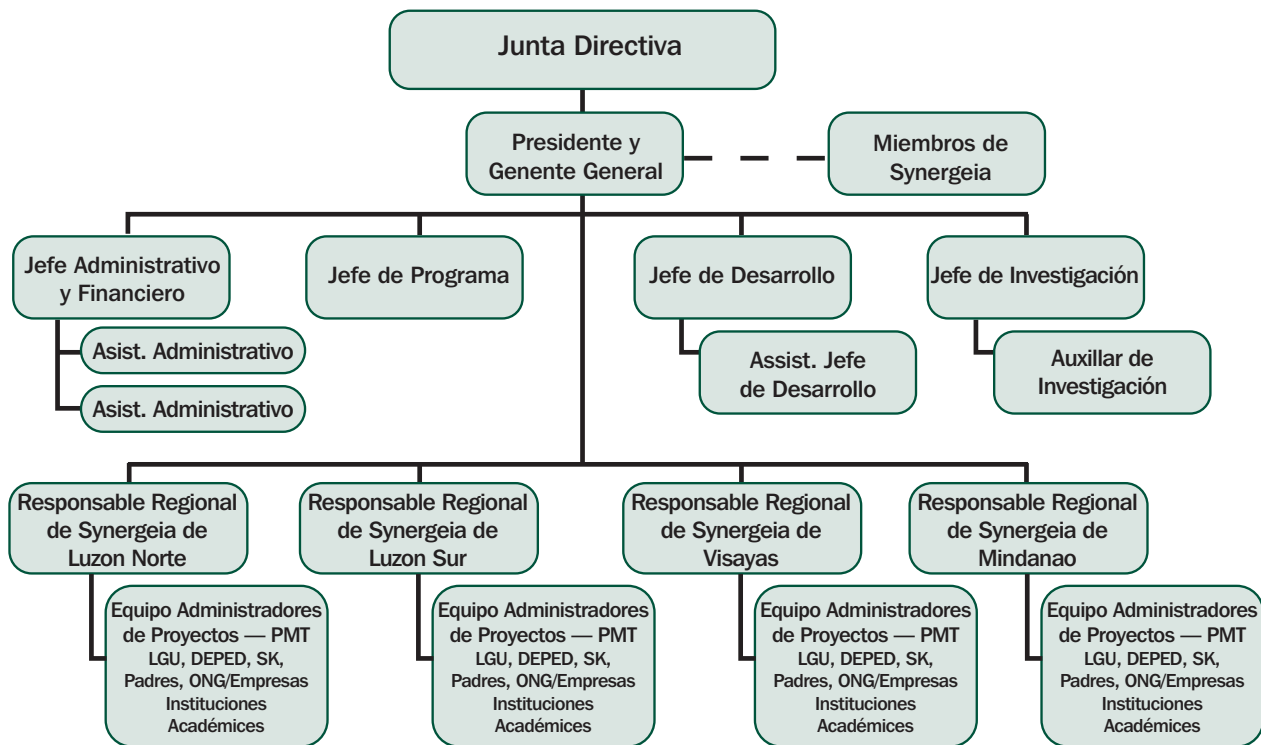 Junta Directiva
Presidente y
Genente General
Miembros de
Synergeia
Jefe Administrativo
y Financiero
Jefe de Programa
Jefe de Desarrollo
Jefe de Investigación
Asist. Administrativo
Asist. Administrativo
Assist. Jefe
de Desarrollo
Auxillar de
Investigación
Responsable Regional
de Synergeia de
Luzon Norte
Responsable Regional
de Synergeia de
Luzon Sur
Responsable Regional
de Synergeia de
Visayas
Responsable Regional
de Synergeia de
Mindanao
Equipo Administradores
de Proyectos — PMT
LGU, DEPED, SK,
Padres, ONG/Empresas
Instituciones
Académices
Equipo Administradores
de Proyectos — PMT
LGU, DEPED, SK,
Padres, ONG/Empresas
Instituciones
Académices
Equipo Administradores
de Proyectos — PMT
LGU, DEPED, SK,
Padres, ONG/Empresas
Instituciones
Académices
Equipo Administradores
de Proyectos — PMT
LGU, DEPED, SK,
Padres, ONG/Empresas
Instituciones
Académices